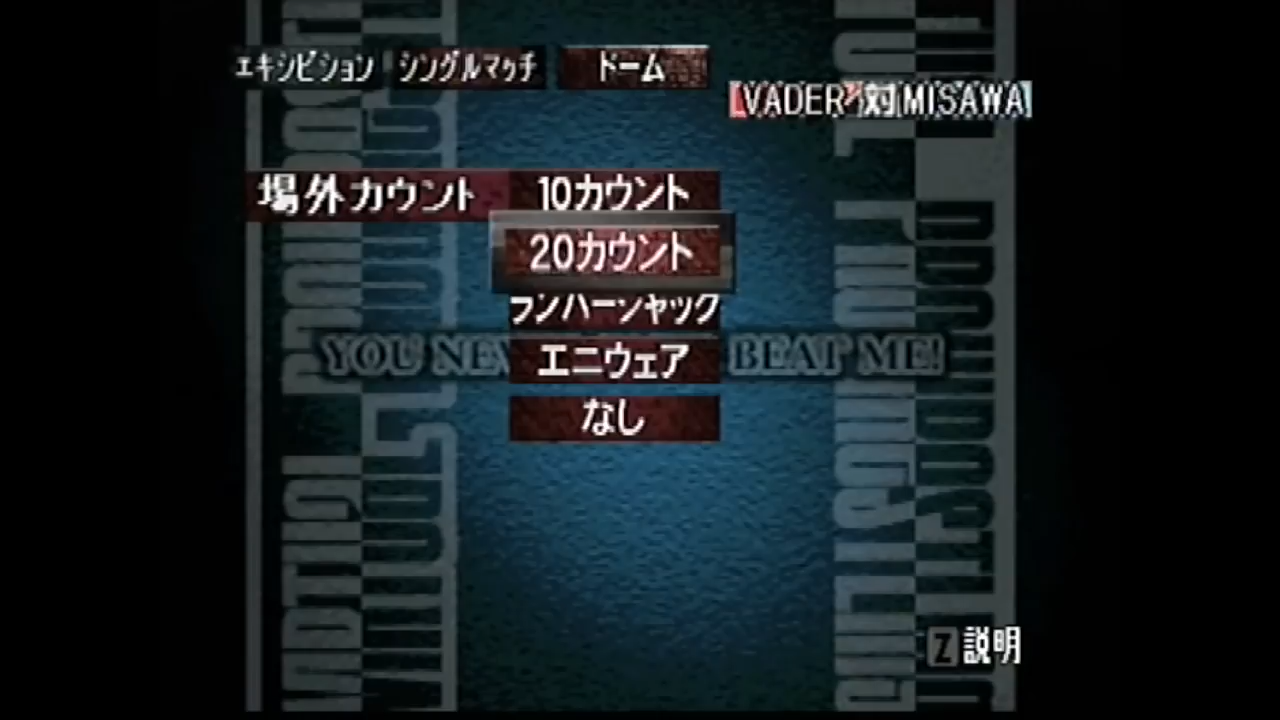 エキシビション シングルマッチ ドーム
VADER 対 MISAWA
場外カウント 10カウント
20カウント
ランバージャック
エニウェア
なし
YOU NEV BEAT ME!
Z 説明